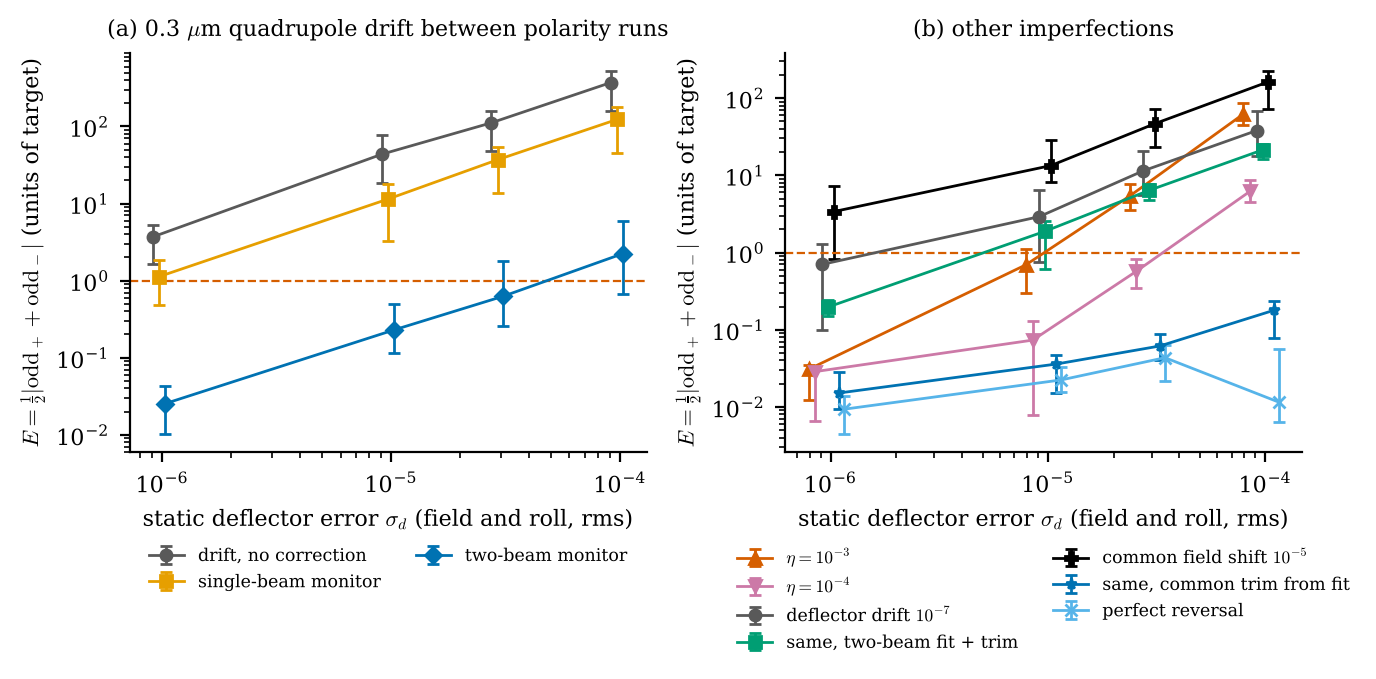 (a) 0.3 μm quadrupole drift between polarity runs
E = ½|odd₊ + odd₋| (units of target)
10²
10¹
10⁰
10⁻¹
10⁻²
10⁻⁶
10⁻⁵
10⁻⁴
static deflector error σ_d (field and roll, rms)
drift, no correction
single-beam monitor
two-beam monitor
(b) other imperfections
E = ½|odd₊ + odd₋| (units of target)
10²
10¹
10⁰
10⁻¹
10⁻²
10⁻⁶
10⁻⁵
10⁻⁴
static deflector error σ_d (field and roll, rms)
η = 10⁻³
η = 10⁻⁴
deflector drift 10⁻⁷
same, two-beam fit + trim
common field shift 10⁻⁵
same, common trim from fit
perfect reversal